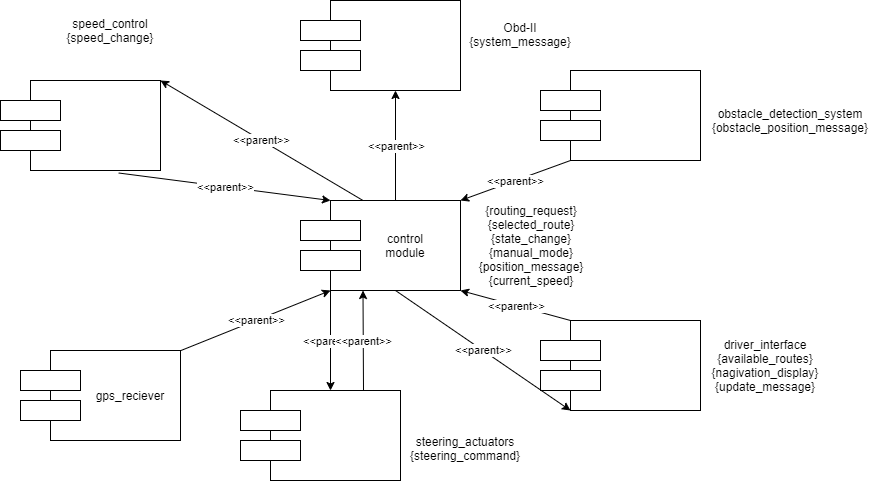 speed_control
{speed_change}
Obd-II
{system_message}
obstacle_detection_system
{obstacle_position_message}
<<parent>>
<<parent>>
<<parent>>
<<parent>>
control
module
{routing_request}
{selected_route}
{state_change}
{manual_mode}
{position_message}
{current_speed}
<<parent>>
<<parent>>
<<pare
<<parent>>
<<parent>>
gps_reciever
driver_interface
{available_routes}
{nagivation_display}
{update_message}
steering_actuators
{steering_command}